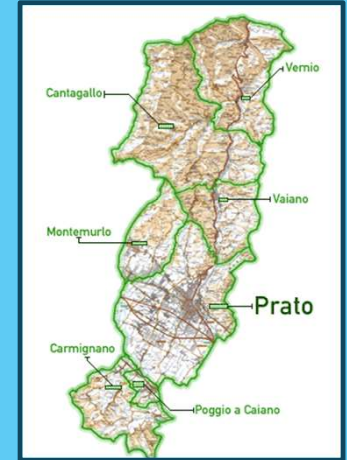 Vernio
Cantagallo
Vaiano
Montemurlo
Prato
Carmignano
Poggio a Caiano